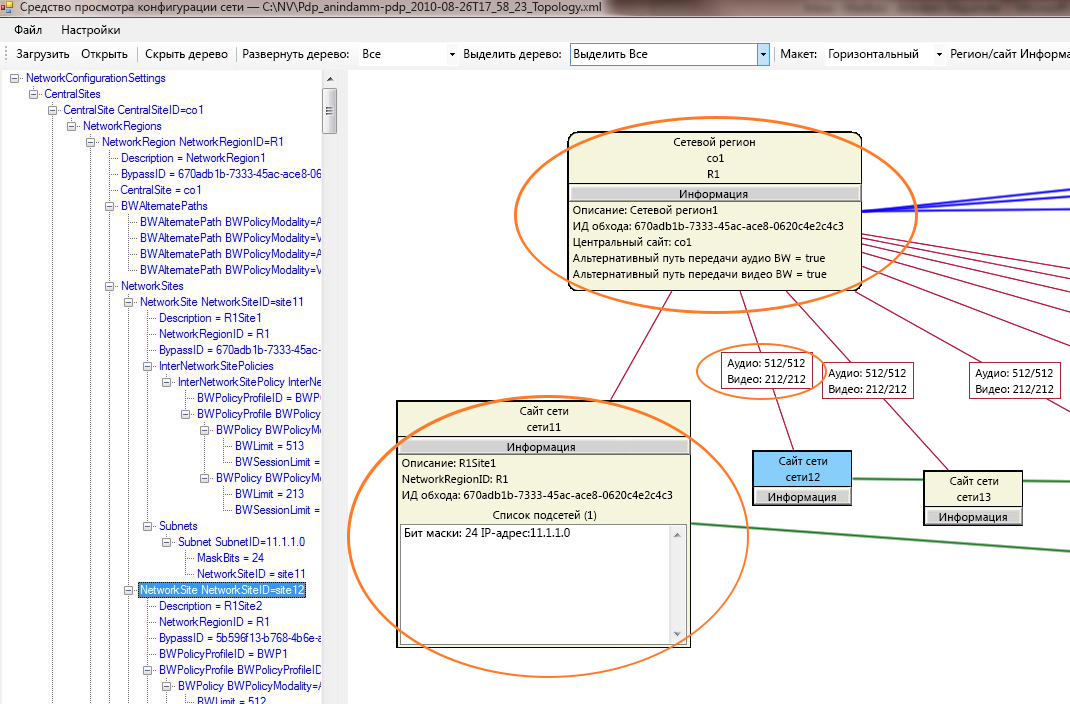 Средство просмотра конфигурации сети — C:\NV\Pdp_anindamm-pdp_2010-08-26T17_58_23_Topology.xml
Файл Настройки
Загрузить Открыть Скрыть дерево Развернуть дерево: Все Выделить дерево: Выделить Все Макет: Горизонтальный Регион/сайт Информа
NetworkConfigurationSettings
CentralSites
CentralSite CentralSiteID=co1
NetworkRegions
NetworkRegion NetworkRegionID=R1
Description = NetworkRegion1
BypassID = 670adb1b-7333-45ac-ace8-06
CentralSite = co1
BWAlternatePaths
BWAlternatePath BWPolicyModality=A
BWAlternatePath BWPolicyModality=V
BWAlternatePath BWPolicyModality=A
BWAlternatePath BWPolicyModality=V
NetworkSites
NetworkSite NetworkSiteID=site11
Description = R1Site1
NetworkRegionID = R1
BypassID = 670adb1b-7333-45ac-
InterNetworkSitePolicies
InterNetworkSitePolicy InterNe
BWPolicyProfileID = BWP
BWPolicyProfile BWPolicy
BWPolicy BWPolicyM
BWLimit = 513
BWSessionLimit =
BWPolicy BWPolicyM
BWLimit = 213
BWSessionLimit =
Subnets
Subnet SubnetID=11.1.1.0
MaskBits = 24
NetworkSiteID = site11
NetworkSite NetworkSiteID=site12
Description = R1Site2
NetworkRegionID = R1
BypassID = 5b596f13-b768-4b6e-a
BWPolicyProfileID = BWP1
BWPolicyProfile BWPolicyProfileID
BWPolicy BWPolicyModality=A
BWLimit = 512
Сетевой регион
co1
R1
Информация
Описание: Сетевой регион1
ИД обхода: 670adb1b-7333-45ac-ace8-0620c4e2c4c3
Центральный сайт: co1
Альтернативный путь передачи аудио BW = true
Альтернативный путь передачи видео BW = true
Аудио: 512/512
Видео: 212/212
Аудио: 512/512
Видео: 212/212
Аудио: 512/512
Видео: 212/212
Сайт сети
сети11
Информация
Описание: R1Site1
NetworkRegionID: R1
ИД обхода: 670adb1b-7333-45ac-ace8-0620c4e2c4c3
Список подсетей (1)
Бит маски: 24 IP-адрес:11.1.1.0
Сайт сети
сети12
Информация
Сайт сети
сети13
Информация